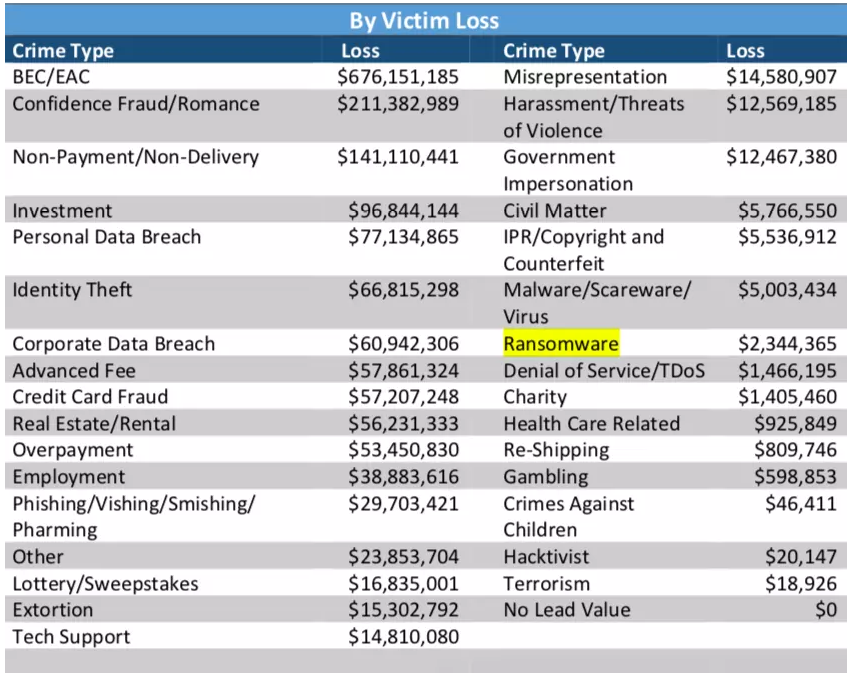 By Victim Loss
Crime Type Loss Crime Type Loss
BEC/EAC $676,151,185 Misrepresentation $14,580,907
Confidence Fraud/Romance $211,382,989 Harassment/Threats $12,569,185
of Violence
Non-Payment/Non-Delivery $141,110,441 Government $12,467,380
Impersonation
Investment $96,844,144 Civil Matter $5,766,550
Personal Data Breach $77,134,865 IPR/Copyright and $5,536,912
Counterfeit
Identity Theft $66,815,298 Malware/Scareware/ $5,003,434
Virus
Corporate Data Breach $60,942,306 Ransomware $2,344,365
Advanced Fee $57,861,324 Denial of Service/TDoS $1,466,195
Credit Card Fraud $57,207,248 Charity $1,405,460
Real Estate/Rental $56,231,333 Health Care Related $925,849
Overpayment $53,450,830 Re-Shipping $809,746
Employment $38,883,616 Gambling $598,853
Phishing/Vishing/Smishing/ $29,703,421 Crimes Against $46,411
Pharming Children
Other $23,853,704 Hacktivist $20,147
Lottery/Sweepstakes $16,835,001 Terrorism $18,926
Extortion $15,302,792 No Lead Value $0
Tech Support $14,810,080